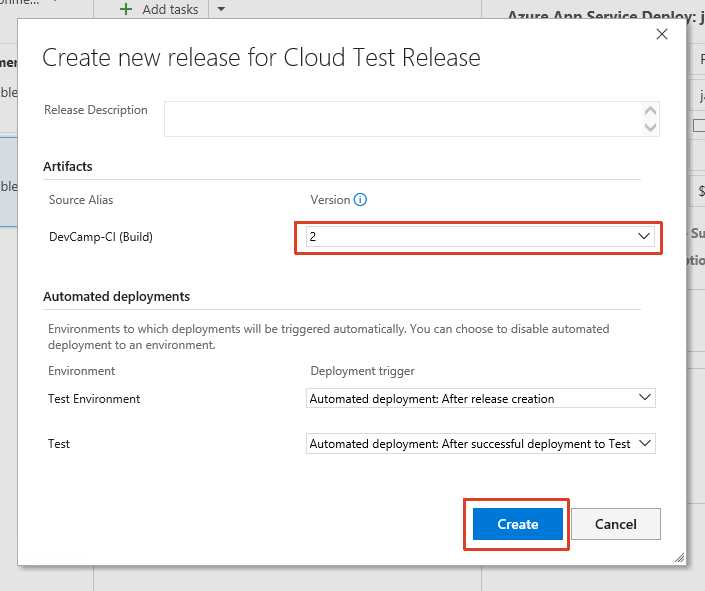 Add tasks
Azure App Service Deploy: j
Create new release for Cloud Test Release
Release Description
Artifacts
Source Alias
Version
DevCamp-CI (Build)
2
Automated deployments
Environments to which deployments will be triggered automatically. You can choose to disable automated
deployment to an environment.
Environment
Deployment trigger
Test Environment
Automated deployment: After release creation
Test
Automated deployment: After successful deployment to Test
Create
Cancel